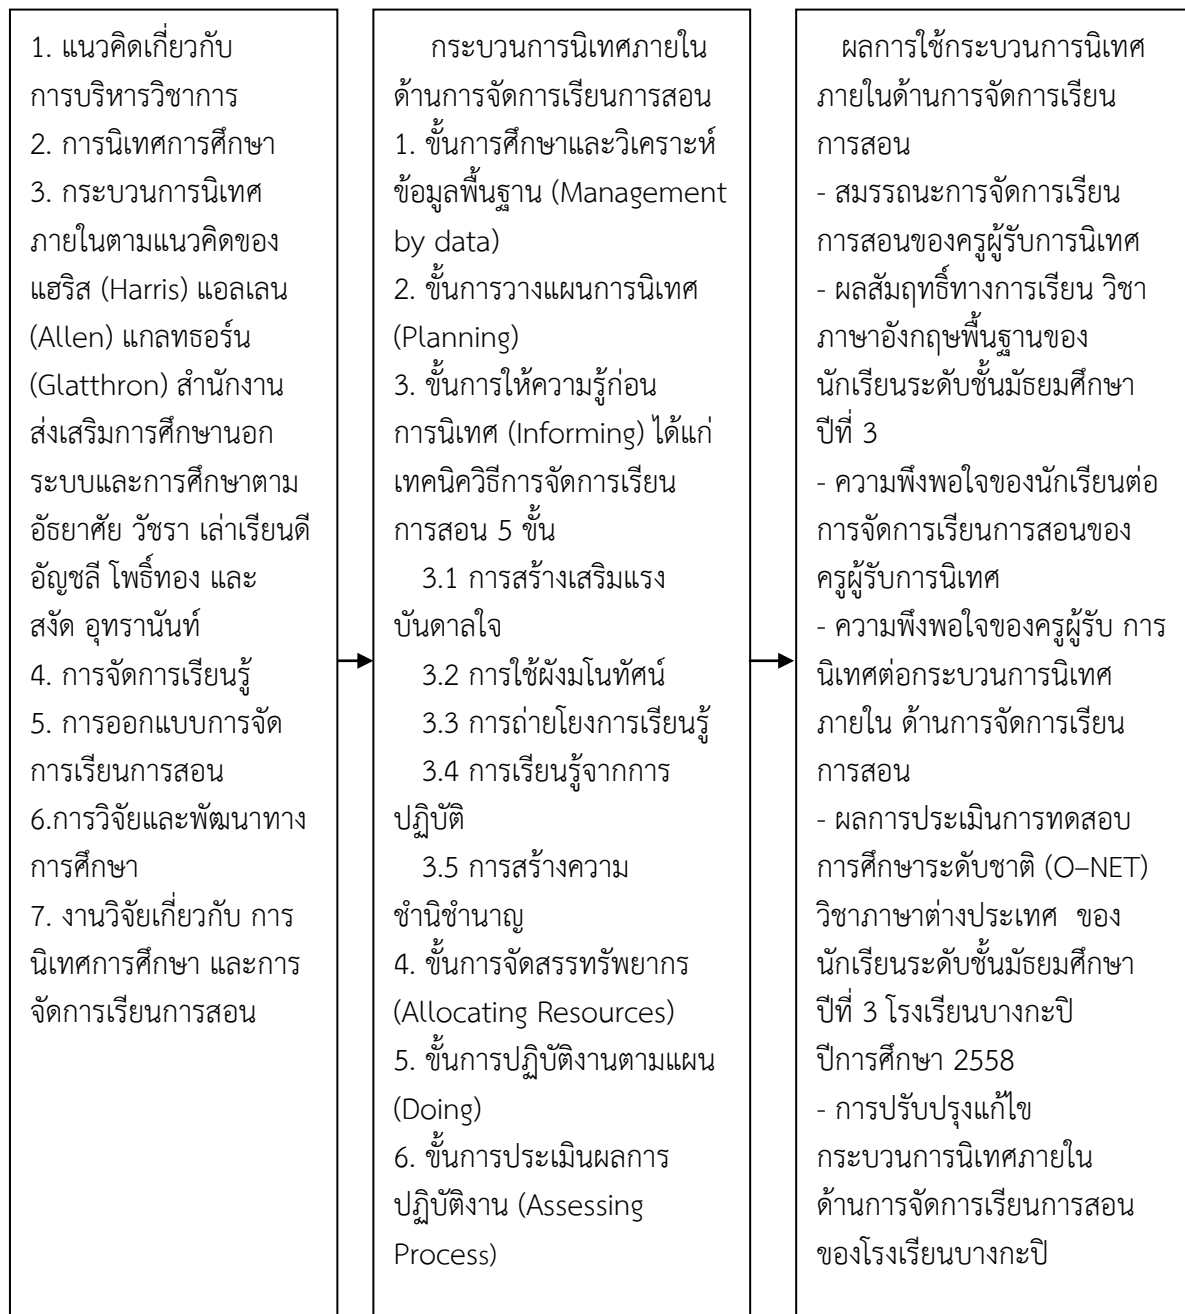 1. แนวคิดเกี่ยวกับ
การบริหารวิชาการ
2. การนิเทศการศึกษา
3. กระบวนการนิเทศ
ภายในตามแนวคิดของ
แฮริส (Harris) แอลเลน
(Allen) แกลทธอร์น
(Glatthron) สำนักงาน
ส่งเสริมการศึกษานอก
ระบบและการศึกษาตาม
อัธยาศัย วัชรา เล่าเรียนดี
อัญชลี โพธิ์ทอง และ
สงัด อุทรานันท์
4. การจัดการเรียนรู้
5. การออกแบบการจัด
การเรียนการสอน
6.การวิจัยและพัฒนาทาง
การศึกษา
7. งานวิจัยเกี่ยวกับ การ
นิเทศการศึกษา และการ
จัดการเรียนการสอน
กระบวนการนิเทศภายใน
ด้านการจัดการเรียนการสอน
1. ขั้นการศึกษาและวิเคราะห์
ข้อมูลพื้นฐาน (Management
by data)
2. ขั้นการวางแผนการนิเทศ
(Planning)
3. ขั้นการให้ความรู้ก่อน
การนิเทศ (Informing) ได้แก่
เทคนิควิธีการจัดการเรียน
การสอน 5 ขั้น
3.1 การสร้างเสริมแรง
บันดาลใจ
3.2 การใช้ผังมโนทัศน์
3.3 การถ่ายโยงการเรียนรู้
3.4 การเรียนรู้จากการ
ปฏิบัติ
3.5 การสร้างความ
ชำนิชำนาญ
4. ขั้นการจัดสรรทรัพยากร
(Allocating Resources)
5. ขั้นการปฏิบัติงานตามแผน
(Doing)
6. ขั้นการประเมินผลการ
ปฏิบัติงาน (Assessing
Process)
ผลการใช้กระบวนการนิเทศ
ภายในด้านการจัดการเรียน
การสอน
- สมรรถนะการจัดการเรียน
การสอนของครูผู้รับการนิเทศ
- ผลสัมฤทธิ์ทางการเรียน วิชา
ภาษาอังกฤษพื้นฐานของ
นักเรียนระดับชั้นมัธยมศึกษา
ปีที่ 3
- ความพึงพอใจของนักเรียนต่อ
การจัดการเรียนการสอนของ
ครูผู้รับการนิเทศ
- ความพึงพอใจของครูผู้รับ การ
นิเทศต่อกระบวนการนิเทศ
ภายใน ด้านการจัดการเรียน
การสอน
- ผลการประเมินการทดสอบ
การศึกษาระดับชาติ (O–NET)
วิชาภาษาต่างประเทศ  ของ
นักเรียนระดับชั้นมัธยมศึกษา
ปีที่ 3 โรงเรียนบางกะปิ
ปีการศึกษา 2558
- การปรับปรุงแก้ไข
กระบวนการนิเทศภายใน
ด้านการจัดการเรียนการสอน
ของโรงเรียนบางกะปิ